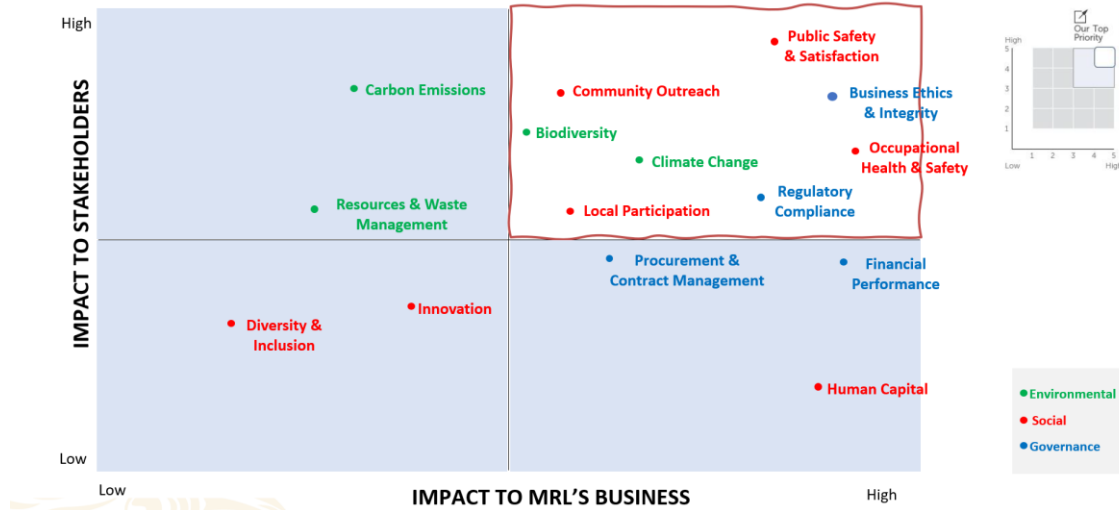 High
IMPACT TO STAKEHOLDERS
Low
Public Safety
& Satisfaction
Carbon Emissions
Community Outreach
Business Ethics
& Integrity
Biodiversity
Climate Change
Occupational
Health & Safety
Resources & Waste
Management
Local Participation
Regulatory
Compliance
Procurement &
Contract Management
Financial
Performance
Innovation
Diversity &
Inclusion
Human Capital
Low
IMPACT TO MRL'S BUSINESS
High
Our Top
Priority
High
5
4
3
2
1
Low
1 2 3 4 5
High
Environmental
Social
Governance